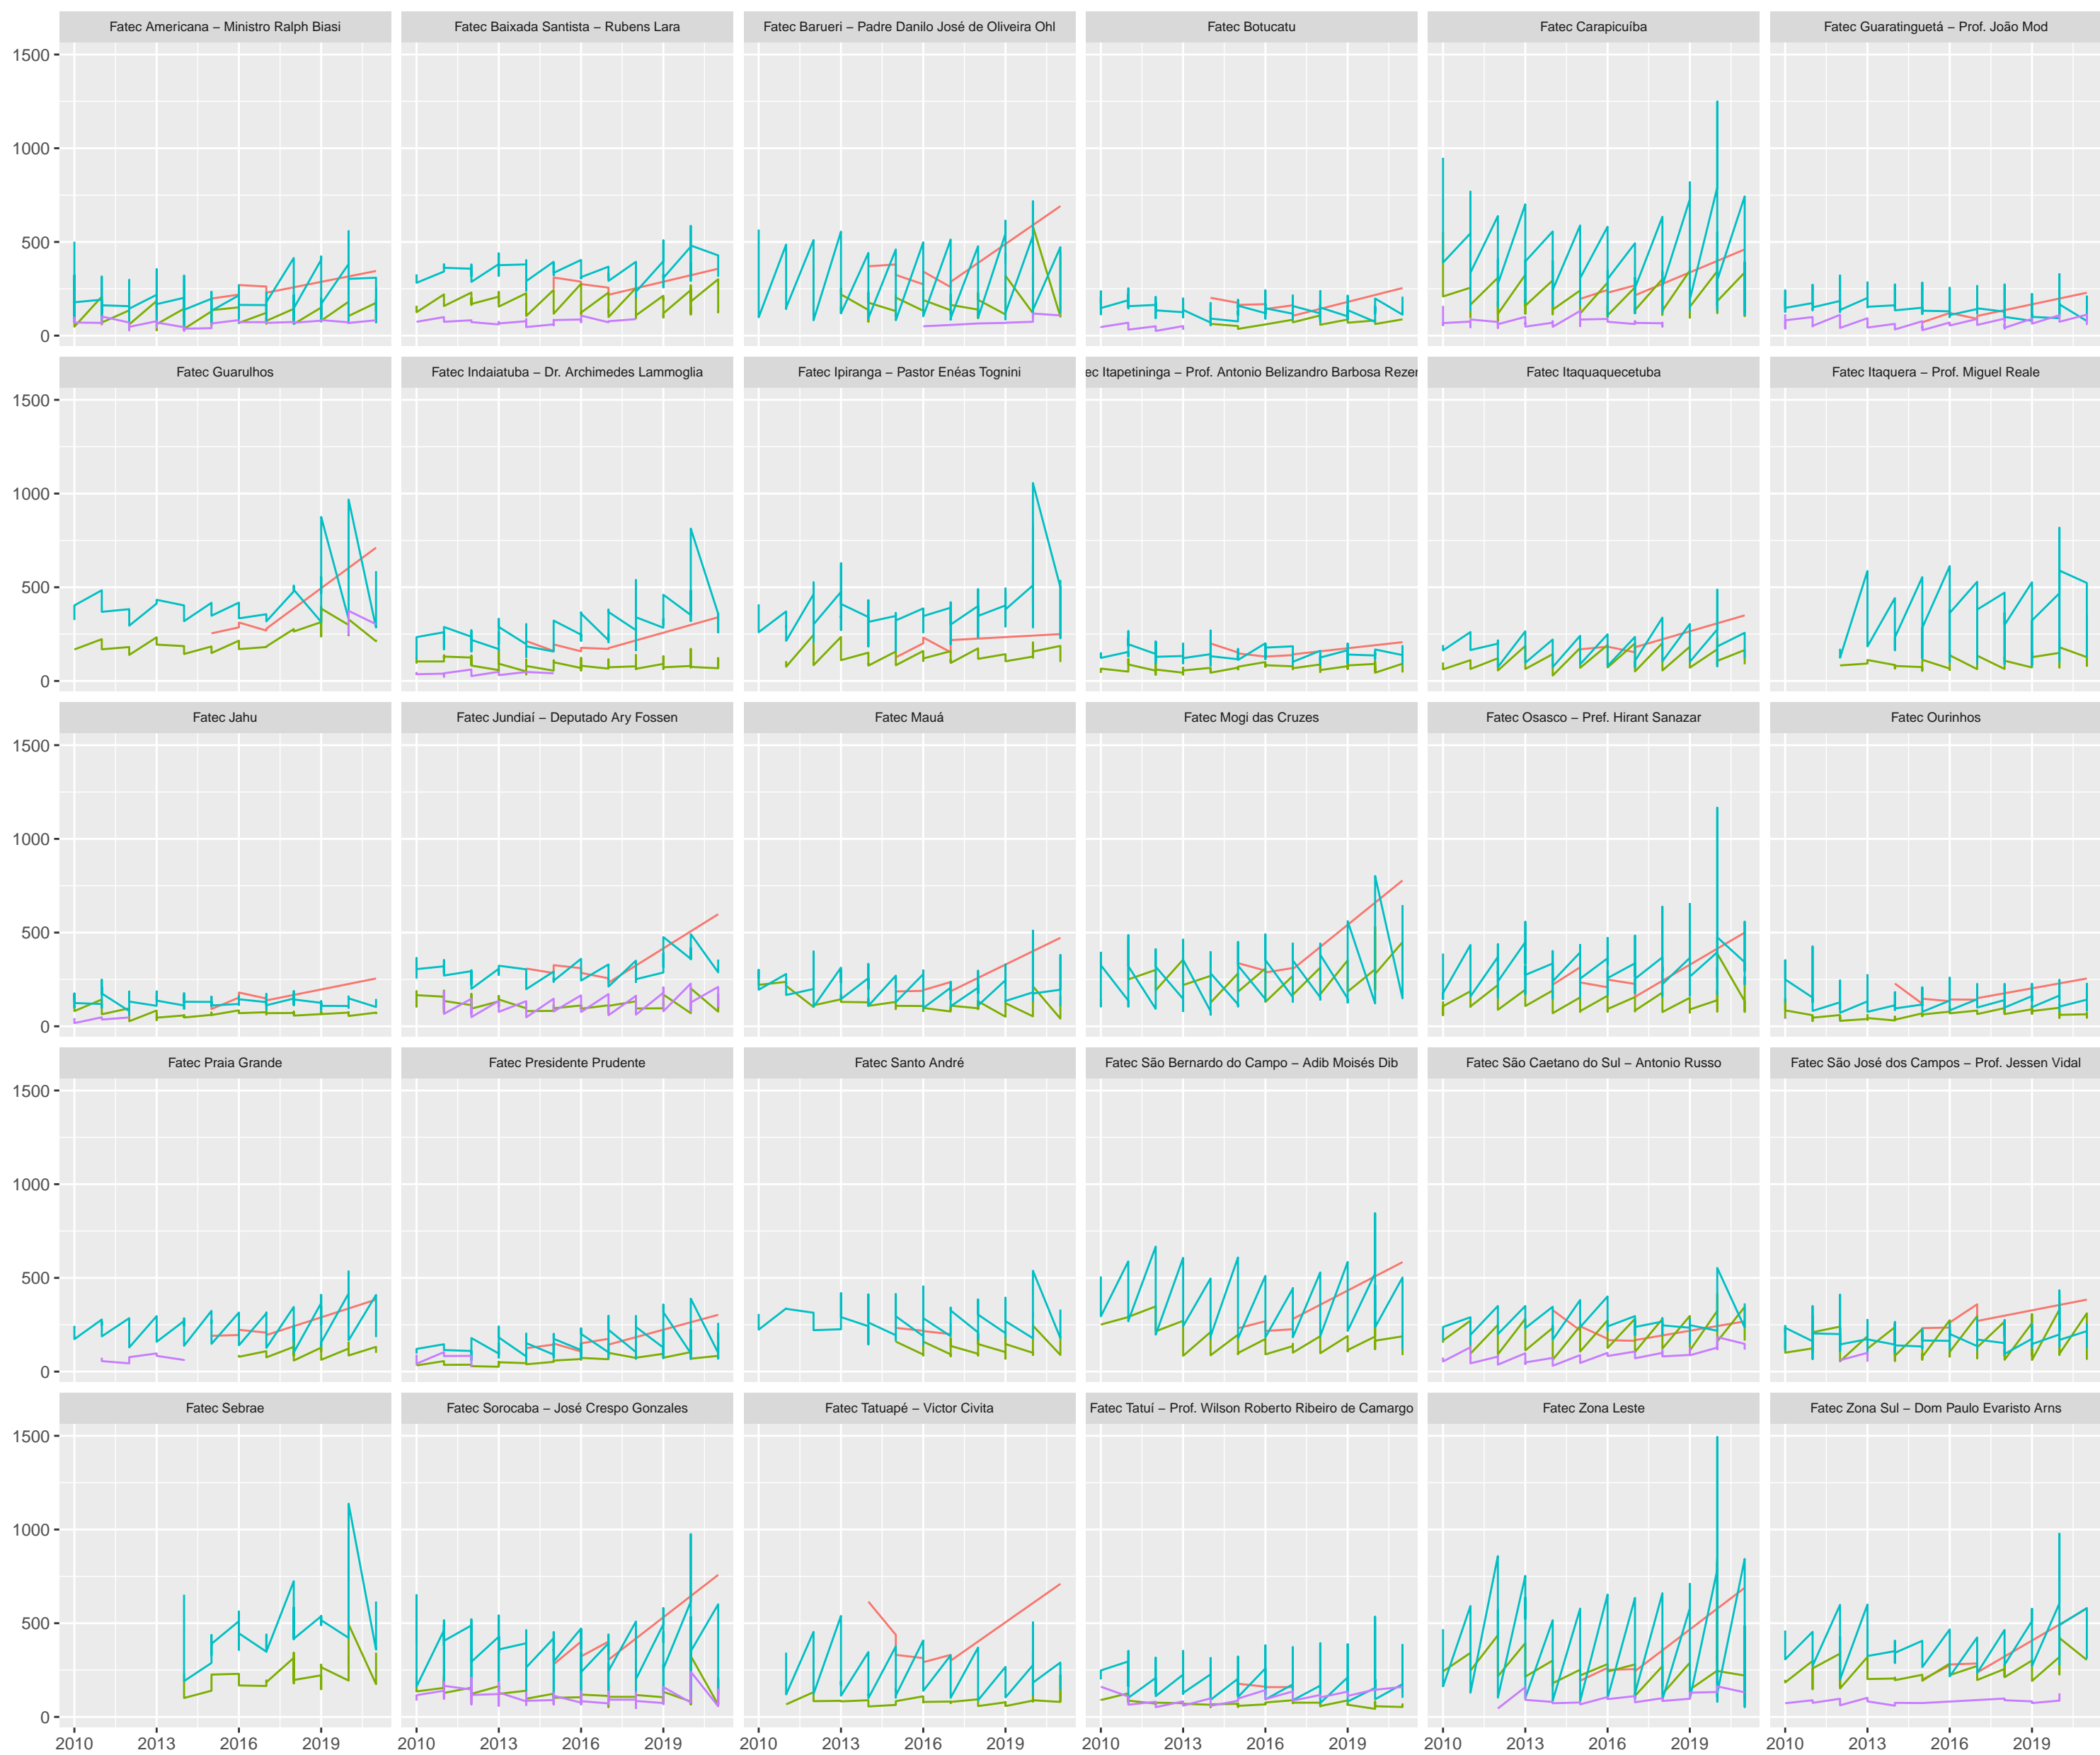 Fatec Americana – Ministro Ralph Biasi
Fatec Baixada Santista – Rubens Lara
Fatec Barueri – Padre Danilo José de Oliveira Ohl
Fatec Botucatu
Fatec Carapicuíba
Fatec Guaratinguetá – Prof. João Mod
1500
1000
500
0
Fatec Guarulhos
Fatec Indaiatuba – Dr. Archimedes Lammoglia
Fatec Ipiranga – Pastor Enéas Tognini
ec Itapetininga – Prof. Antonio Belizandro Barbosa Rezer
Fatec Itaquaquecetuba
Fatec Itaquera – Prof. Miguel Reale
1500
1000
500
0
Fatec Jahu
Fatec Jundiaí – Deputado Ary Fossen
Fatec Mauá
Fatec Mogi das Cruzes
Fatec Osasco – Pref. Hirant Sanazar
Fatec Ourinhos
1500
1000
500
0
Fatec Praia Grande
Fatec Presidente Prudente
Fatec Santo André
Fatec São Bernardo do Campo – Adib Moisés Dib
Fatec São Caetano do Sul – Antonio Russo
Fatec São José dos Campos – Prof. Jessen Vidal
1500
1000
500
0
Fatec Sebrae
Fatec Sorocaba – José Crespo Gonzales
Fatec Tatuapé – Victor Civita
Fatec Tatuí – Prof. Wilson Roberto Ribeiro de Camargo
Fatec Zona Leste
Fatec Zona Sul – Dom Paulo Evaristo Arns
1500
1000
500
0
2010 2013 2016 2019
2010 2013 2016 2019
2010 2013 2016 2019
2010 2013 2016 2019
2010 2013 2016 2019
2010 2013 2016 2019